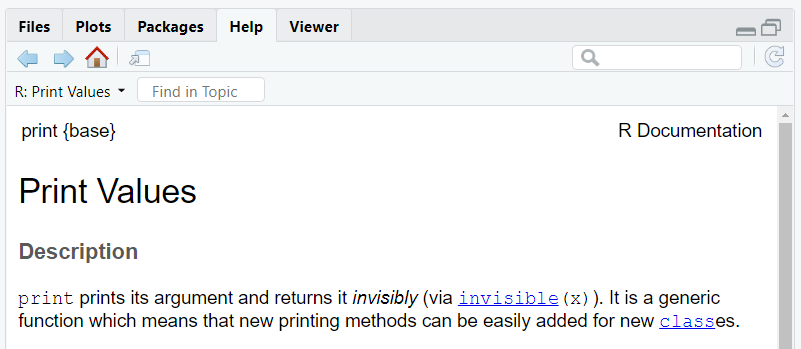 Files Plots Packages Help Viewer
R: Print Values Find in Topic
print {base} R Documentation
Print Values
Description
print prints its argument and returns it invisibly (via invisible(x)). It is a generic
function which means that new printing methods can be easily added for new classes.